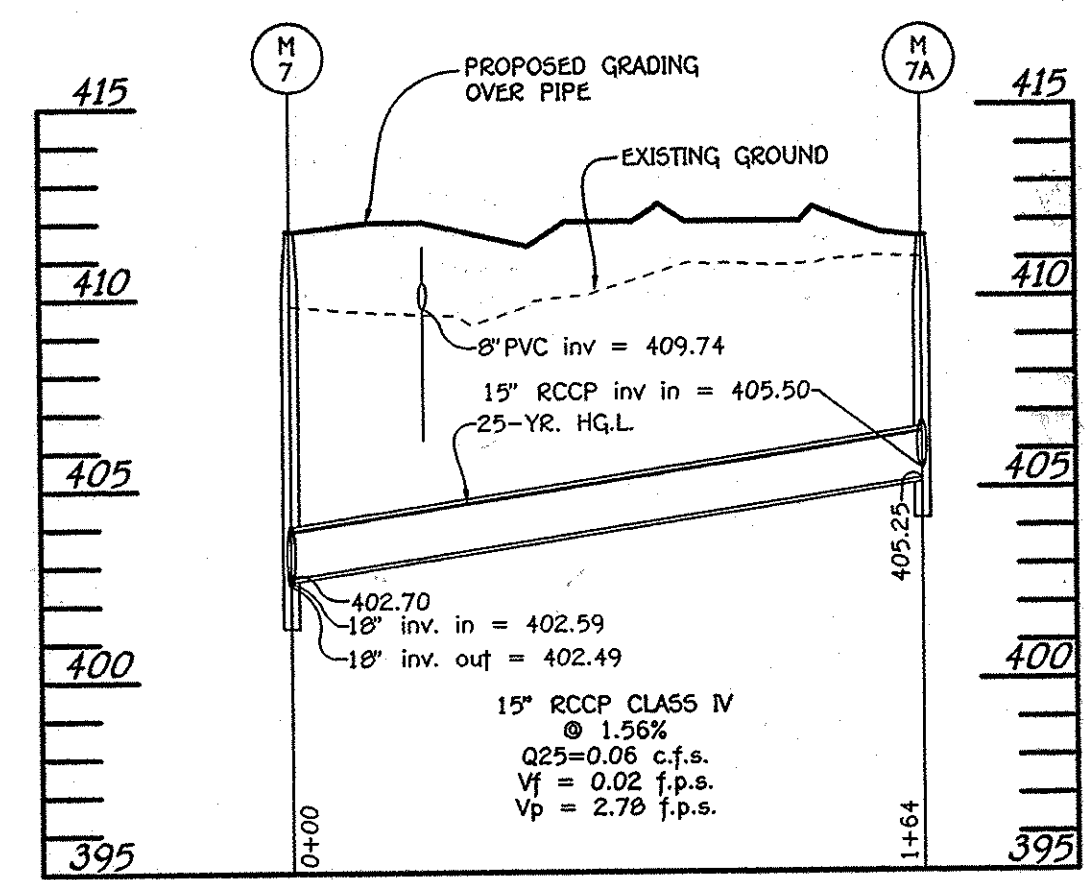 M
7
M
7A
PROPOSED GRADING
OVER PIPE
415
415
EXISTING GROUND
410
410
8" PVC inv = 409.74
15" RCCP inv in = 405.50
25-YR. HG.L.
405
405
405.25
402.70
18" inv. in = 402.59
18" inv. out = 402.49
400
400
15" RCCP CLASS IV
@ 1.56%
Q25=0.06 c.f.s.
Vf = 0.02 f.p.s.
Vp = 2.78 f.p.s.
0+00
1+64
395
395